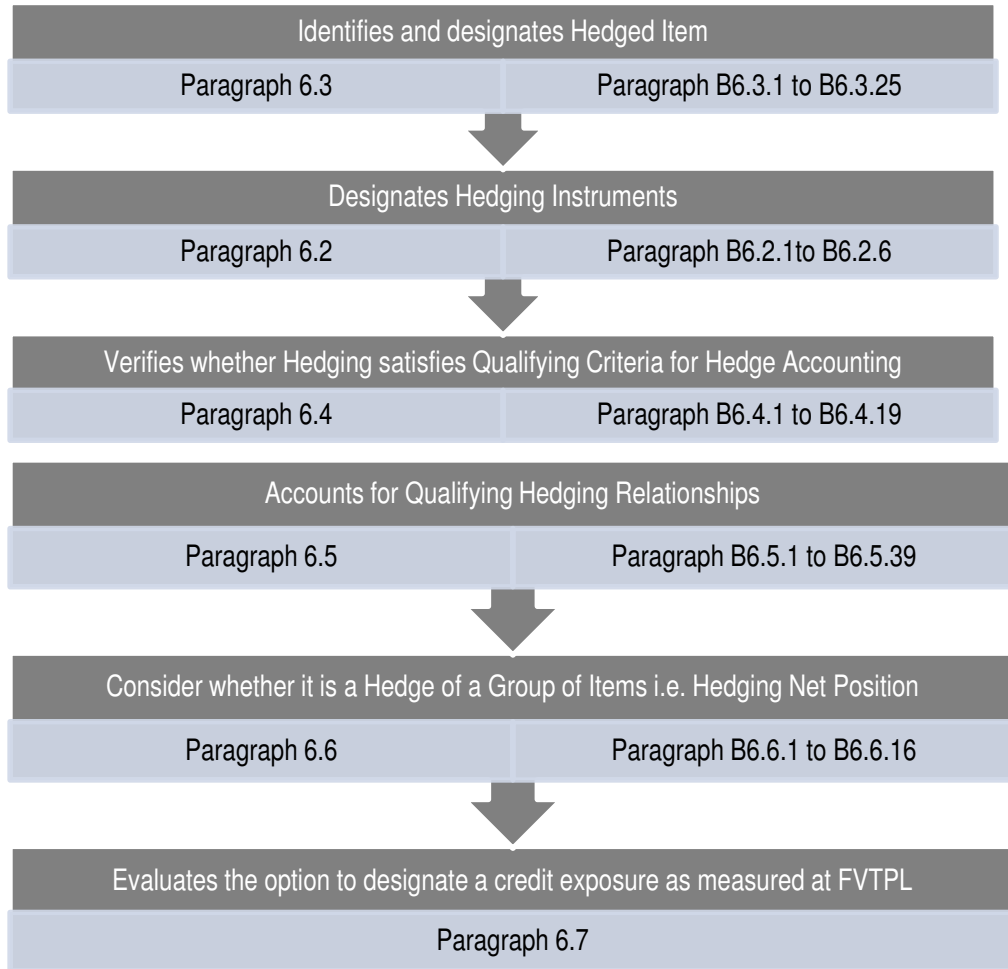 Identifies and designates Hedged Item
Paragraph 6.3 Paragraph B6.3.1 to B6.3.25
Designates Hedging Instruments
Paragraph 6.2 Paragraph B6.2.1to B6.2.6
Verifies whether Hedging satisfies Qualifying Criteria for Hedge Accounting
Paragraph 6.4 Paragraph B6.4.1 to B6.4.19
Accounts for Qualifying Hedging Relationships
Paragraph 6.5 Paragraph B6.5.1 to B6.5.39
Consider whether it is a Hedge of a Group of Items i.e. Hedging Net Position
Paragraph 6.6 Paragraph B6.6.1 to B6.6.16
Evaluates the option to designate a credit exposure as measured at FVTPL
Paragraph 6.7